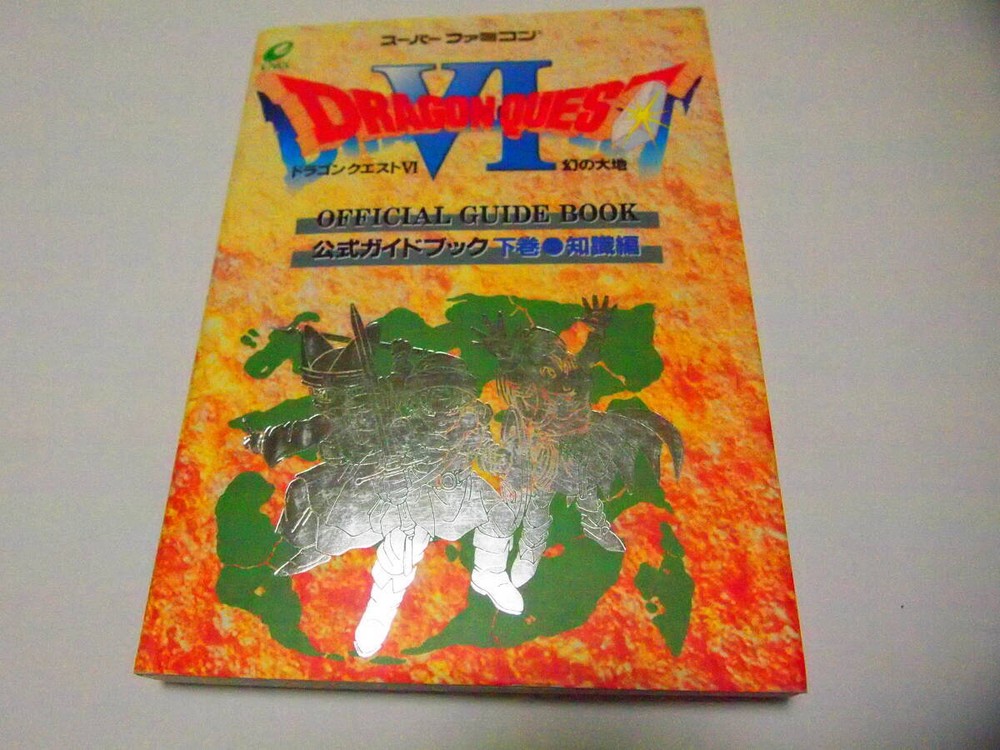 スーパーファミコン
ENIX
VI
DRAGON QUEST
ドラゴンクエストVI 幻の大地
OFFICIAL GUIDE BOOK
公式ガイドブック 下巻●知識編